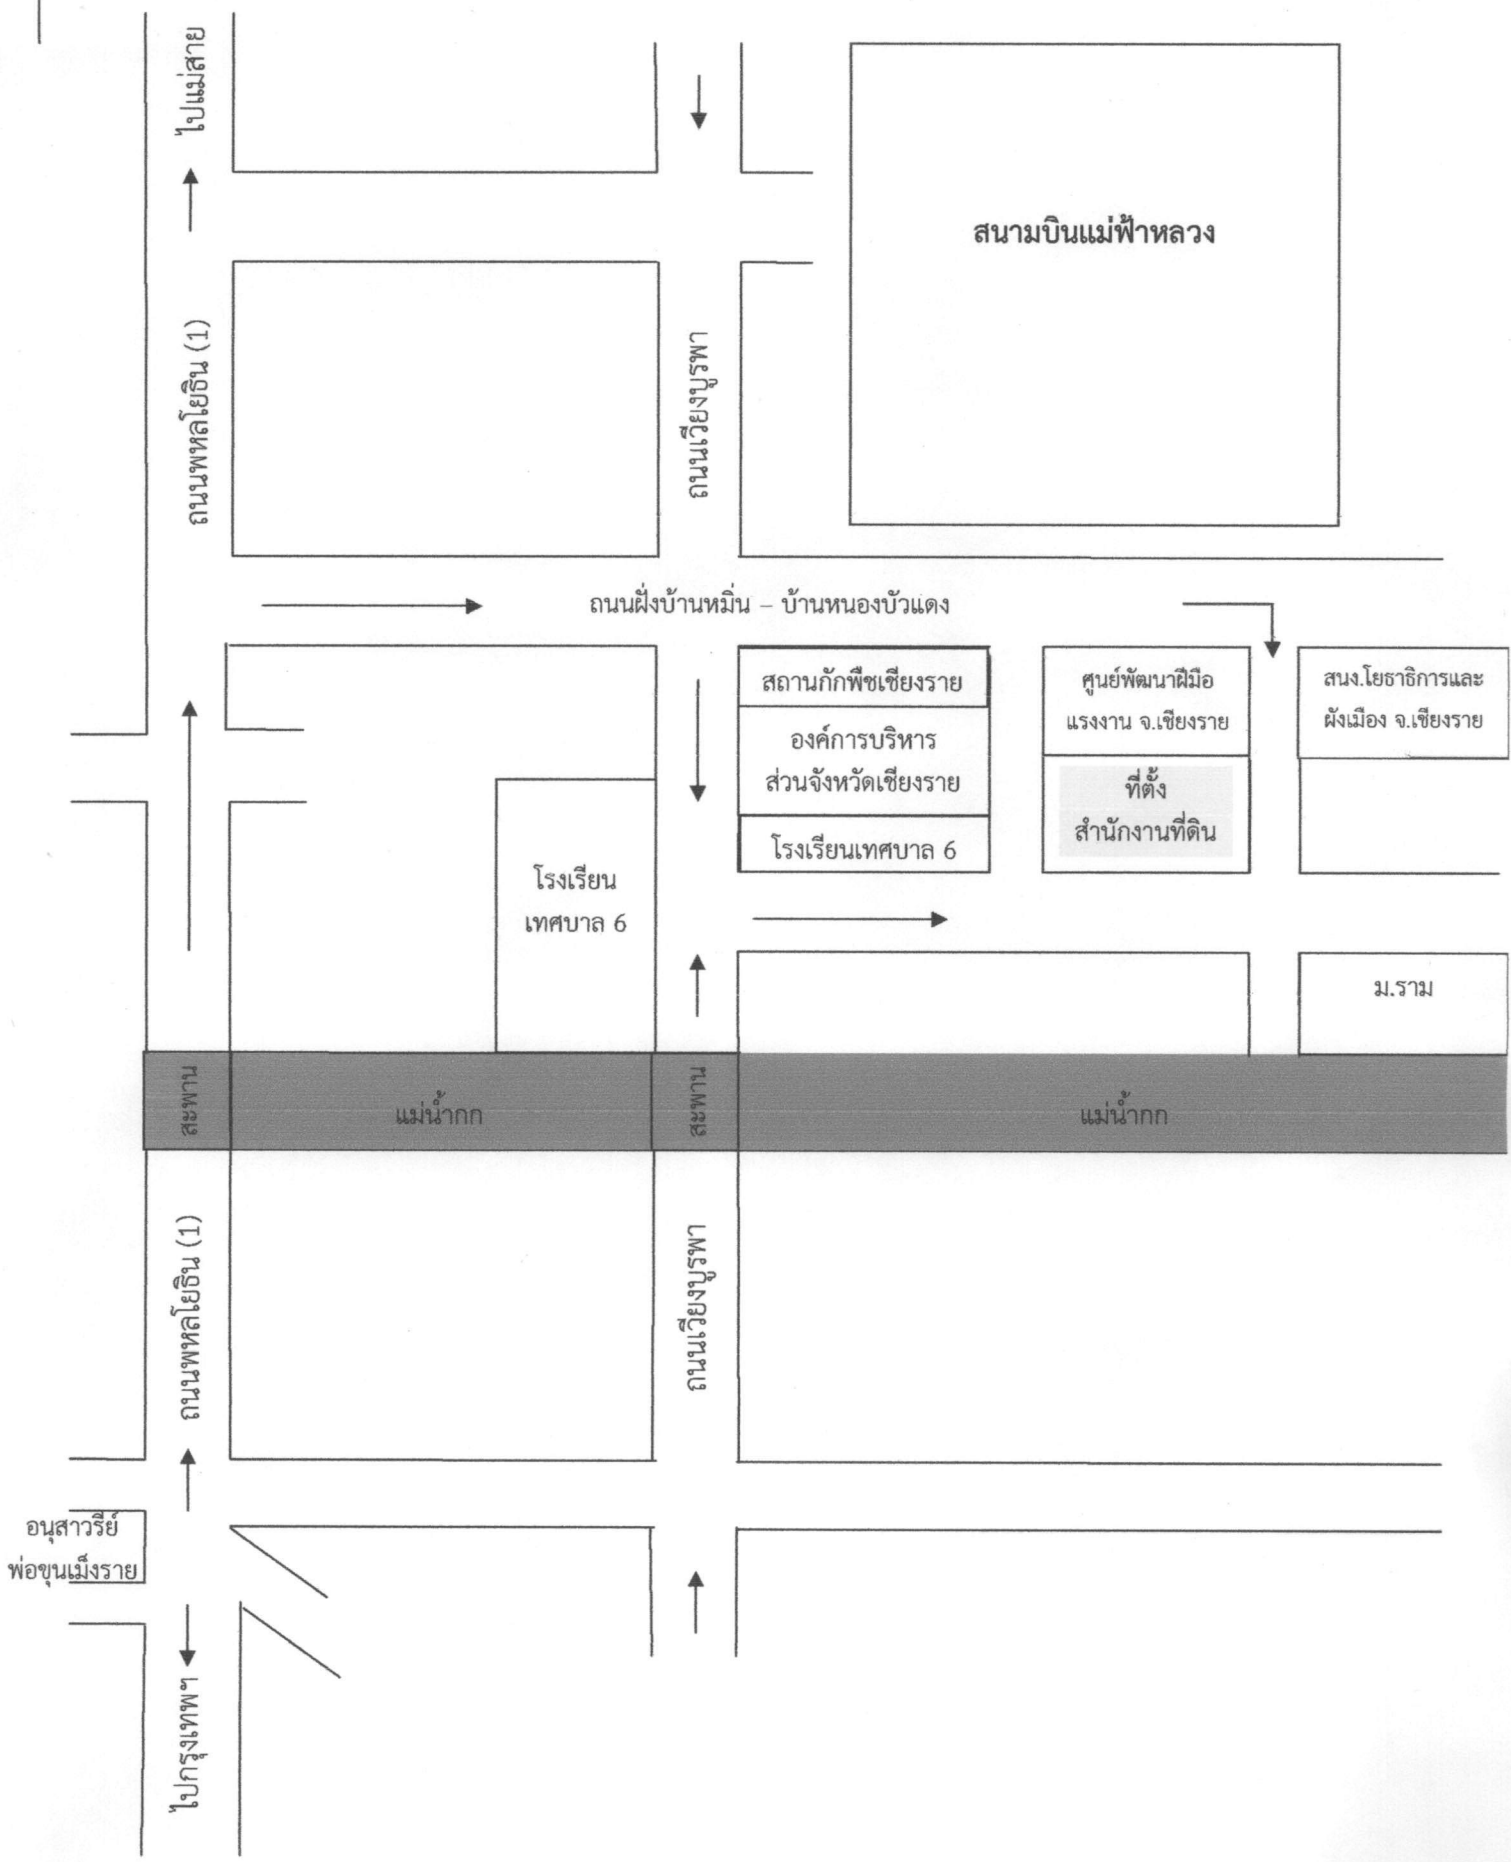 ไปแม่สาย
สนามบินแม่ฟ้าหลวง
ถนนพหลโยธิน (1)
ถนนเวียงบูรพา
ถนนฝั่งบ้านหมิ่น – บ้านหนองบัวแดง
สถานกักพืชเชียงราย
องค์การบริหาร
ส่วนจังหวัดเชียงราย
โรงเรียนเทศบาล 6
ศูนย์พัฒนาฝีมือ
แรงงาน จ.เชียงราย
ที่ตั้ง
สำนักงานที่ดิน
สนง.โยธาธิการและ
ผังเมือง จ.เชียงราย
โรงเรียน
เทศบาล 6
ม.ราม
สะพาน
แม่น้ำกก
สะพาน
แม่น้ำกก
ถนนพหลโยธิน (1)
ถนนเวียงบูรพา
อนุสาวรีย์
พ่อขุนเม็งราย
ไปกรุงเทพฯ